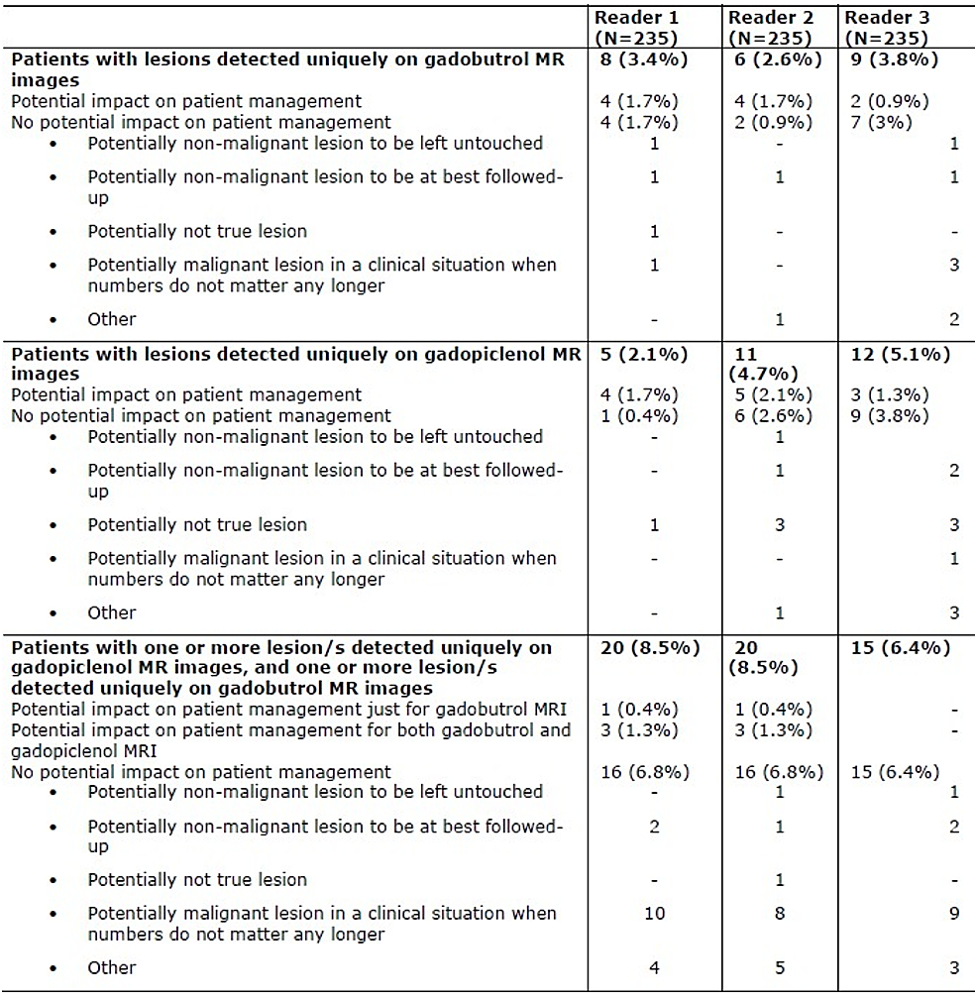 Reader 1 Reader 2 Reader 3
(N=235) (N=235) (N=235)
Patients with lesions detected uniquely on gadobutrol MR 8 (3.4%) 6 (2.6%) 9 (3.8%)
images
Potential impact on patient management 4 (1.7%) 4 (1.7%) 2 (0.9%)
No potential impact on patient management 4 (1.7%) 2 (0.9%) 7 (3%)
• Potentially non-malignant lesion to be left untouched 1 - 1
• Potentially non-malignant lesion to be at best followed- 1 1 1
up
• Potentially not true lesion 1 - -
• Potentially malignant lesion in a clinical situation when 1 - 3
numbers do not matter any longer
• Other - 1 2
Patients with lesions detected uniquely on gadopiclenol MR 5 (2.1%) 11 12 (5.1%)
images (4.7%)
Potential impact on patient management 4 (1.7%) 5 (2.1%) 3 (1.3%)
No potential impact on patient management 1 (0.4%) 6 (2.6%) 9 (3.8%)
• Potentially non-malignant lesion to be left untouched - 1
• Potentially non-malignant lesion to be at best followed- - 1 2
up
• Potentially not true lesion 1 3 3
• Potentially malignant lesion in a clinical situation when - - 1
numbers do not matter any longer
• Other - 1 3
Patients with one or more lesion/s detected uniquely on 20 (8.5%) 20 15 (6.4%)
gadopiclenol MR images, and one or more lesion/s (8.5%)
detected uniquely on gadobutrol MR images
Potential impact on patient management just for gadobutrol MRI 1 (0.4%) 1 (0.4%) -
Potential impact on patient management for both gadobutrol and 3 (1.3%) 3 (1.3%) -
gadopiclenol MRI
No potential impact on patient management 16 (6.8%) 16 (6.8%) 15 (6.4%)
• Potentially non-malignant lesion to be left untouched - 1 1
• Potentially non-malignant lesion to be at best followed- 2 1 2
up
• Potentially not true lesion - 1 -
• Potentially malignant lesion in a clinical situation when 10 8 9
numbers do not matter any longer
• Other 4 5 3